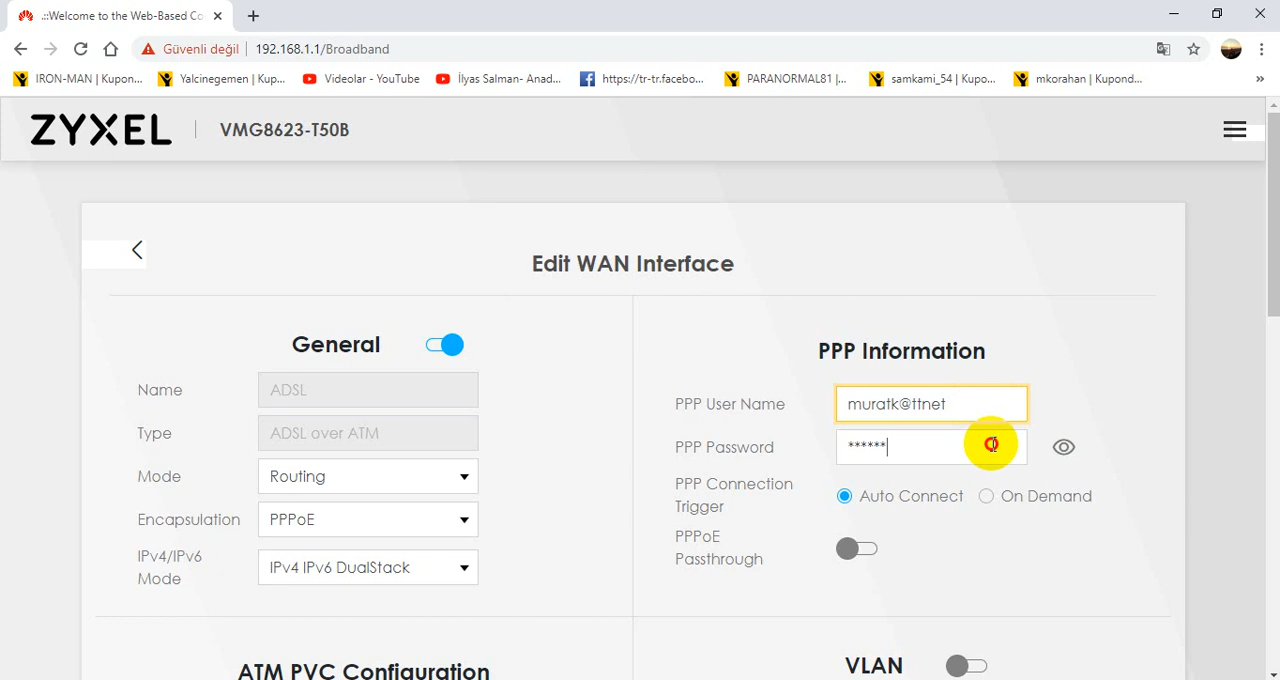 .::Welcome to the Web-Based Co
Güvenli değil
192.168.1.1/Broadband
IRON-MAN | Kupon...
Yalcinegemen | Kup...
Videolar - YouTube
İlyas Salman- Anad...
https://tr-tr.facebo...
PARANORMAL81 |...
samkami_54 | Kupo...
mkorahan | Kupond...
»
ZYXEL
VMG8623-T50B
Edit WAN Interface
General
Name
ADSL
Type
ADSL over ATM
Mode
Routing
Encapsulation
PPPoE
IPv4/IPv6
Mode
IPv4 IPv6 DualStack
PPP Information
PPP User Name
muratk@ttnet
PPP Password
******
PPP Connection
Trigger
Auto Connect
On Demand
PPPoE
Passthrough
ATM PVC Configuration
VLAN